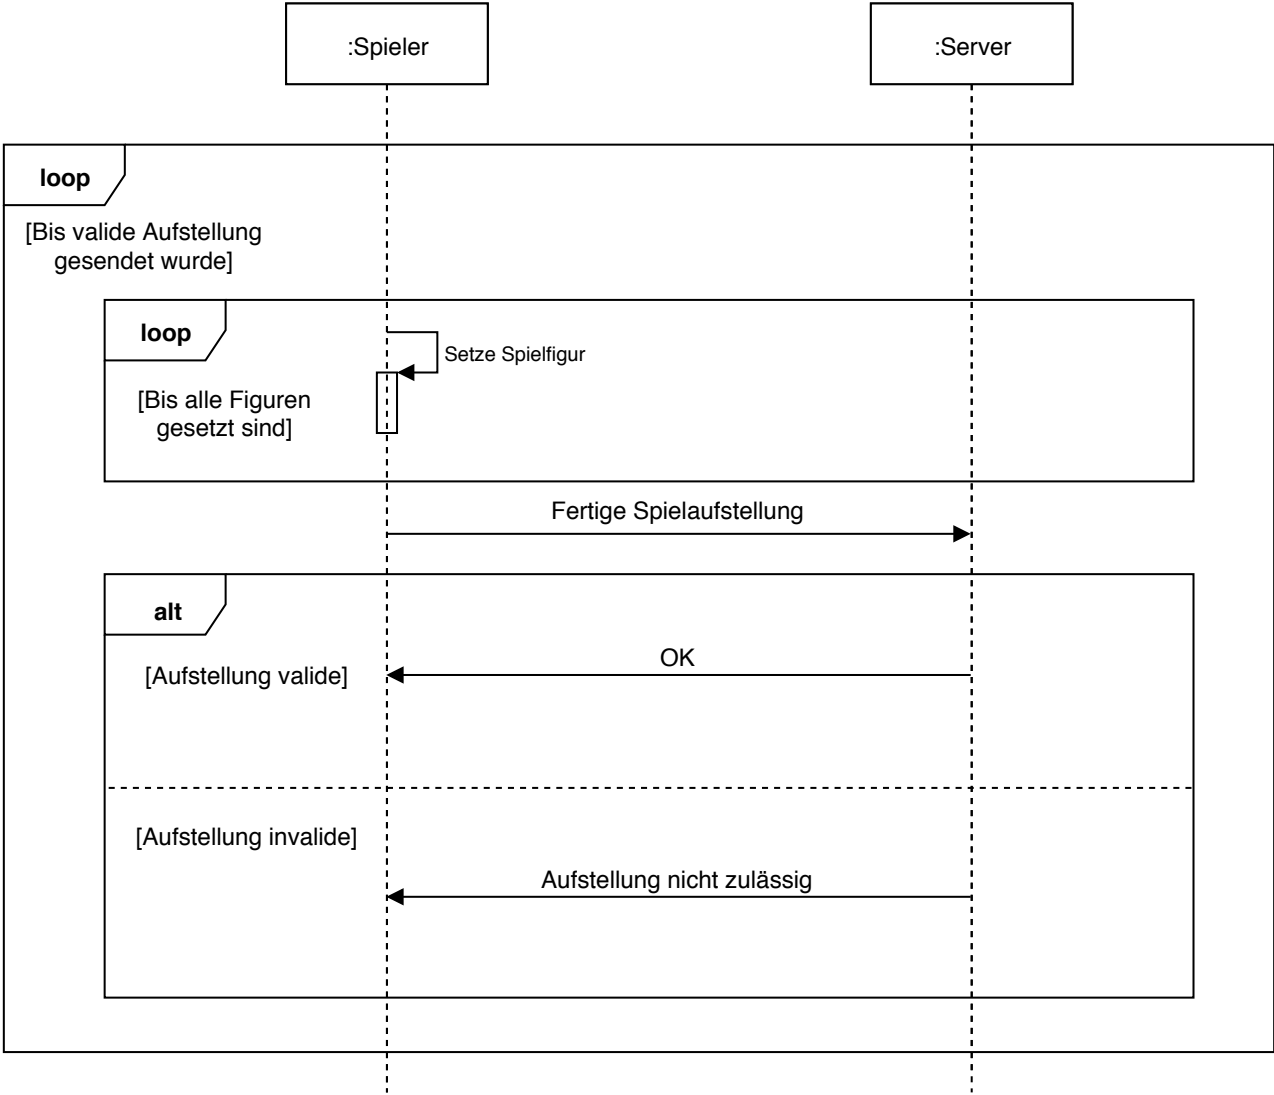 :Spieler
:Server
loop
[Bis valide Aufstellung
gesendet wurde]
loop
Setze Spielfigur
[Bis alle Figuren
gesetzt sind]
Fertige Spielaufstellung
alt
OK
[Aufstellung valide]
[Aufstellung invalide]
Aufstellung nicht zulässig